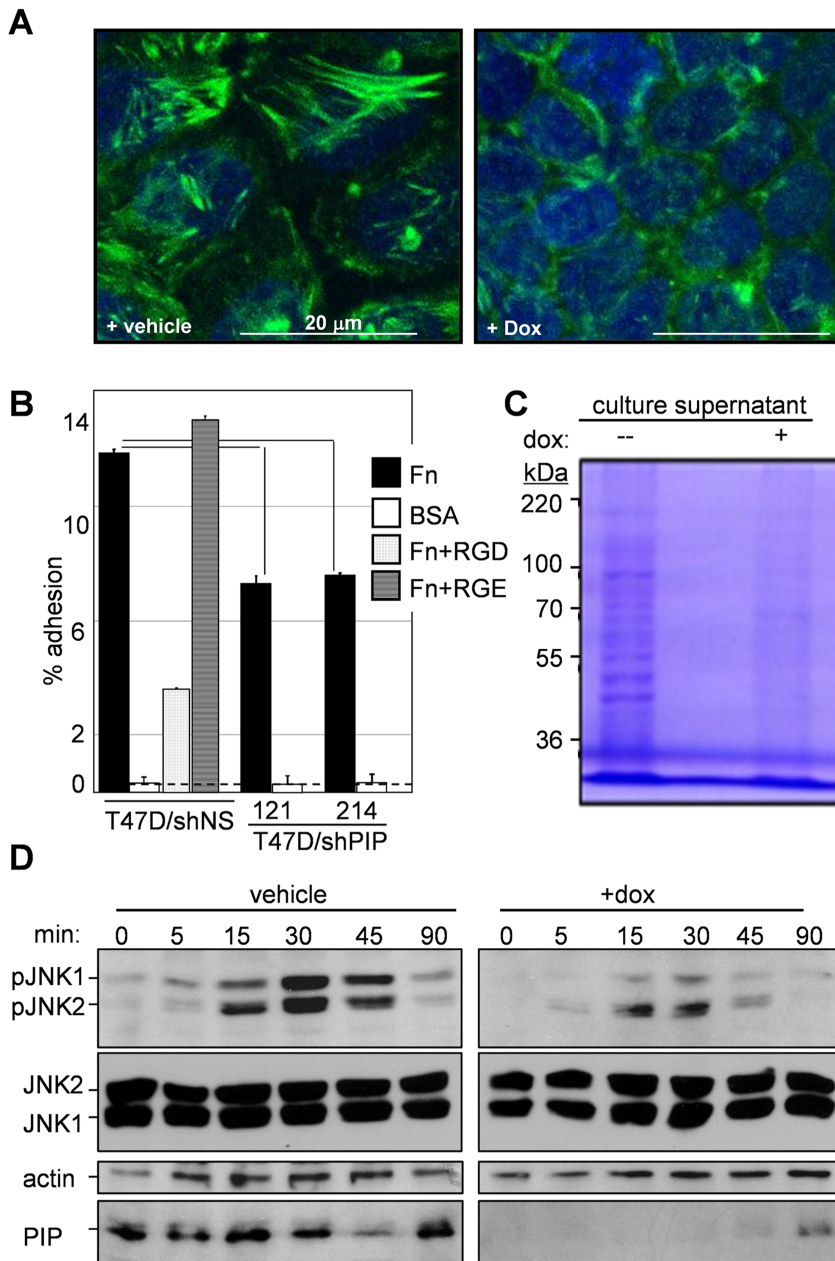 A
+ vehicle
20 μm
+ Dox
B
14
10
6
2
0
% adhesion
Fn
BSA
Fn+RGD
Fn+RGE
T47D/shNS
121
214
T47D/shPIP
C
culture supernatant
dox: -- +
kDa
220
100
70
55
36
D
vehicle
+dox
min: 0 5 15 30 45 90 0 5 15 30 45 90
pJNK1
pJNK2
JNK2
JNK1
actin
PIP